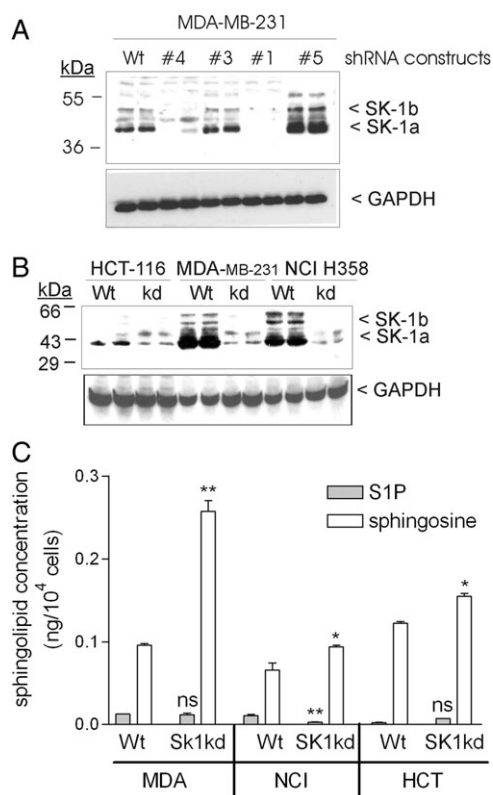 A
MDA-MB-231
Wt #4 #3 #1 #5 shRNA constructs
kDa
55
< SK-1b
< SK-1a
36
< GAPDH
B
HCT-116 MDA-MB-231 NCI H358
kDa Wt kd Wt kd Wt kd
66
< SK-1b
43
< SK-1a
29
< GAPDH
C
sphingolipid concentration
(ng/10⁴ cells)
0.3
0.2
0.1
0.0
S1P
sphingosine
**
ns
*
**
*
ns
Wt Sk1kd Wt SK1kd Wt SK1kd
MDA NCI HCT